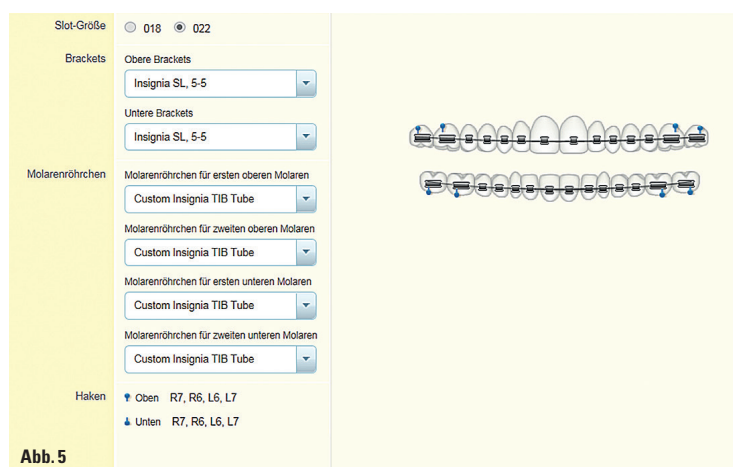 Slot-Größe 018 022
Brackets Obere Brackets
Insignia SL, 5-5
Untere Brackets
Insignia SL, 5-5
Molarenröhrchen Molarenröhrchen für ersten oberen Molaren
Custom Insignia TIB Tube
Molarenröhrchen für zweiten oberen Molaren
Custom Insignia TIB Tube
Molarenröhrchen für ersten unteren Molaren
Custom Insignia TIB Tube
Molarenröhrchen für zweiten unteren Molaren
Custom Insignia TIB Tube
Haken Oben R7, R6, L6, L7
Unten R7, R6, L6, L7
Abb. 5